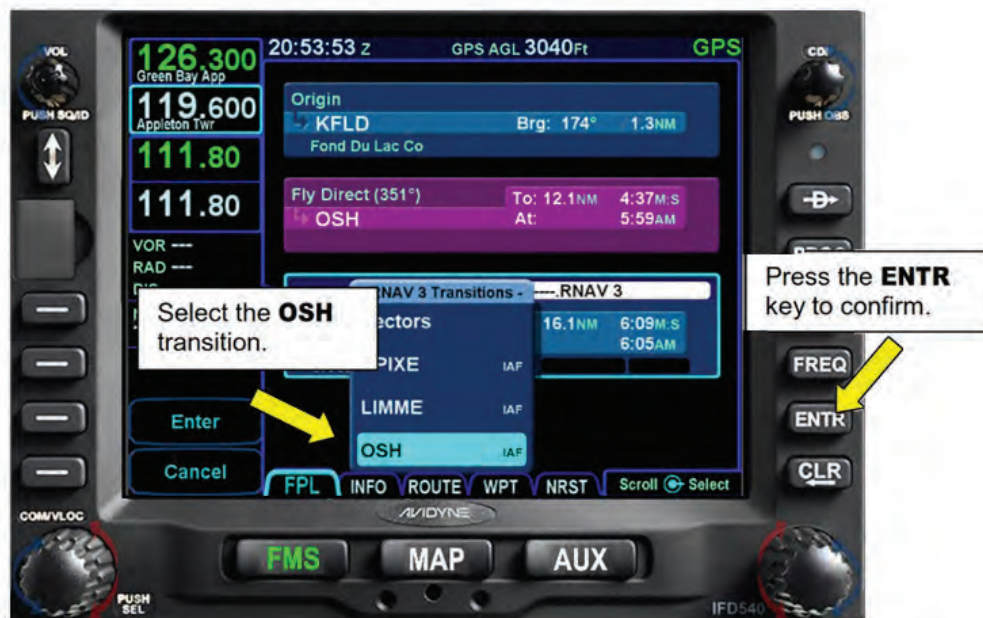 VOL
PUSH SQ/ID
126.300
Green Bay App
119.600
Appleton Twr
111.80
111.80
VOR ---
RAD ---
20:53:53 Z GPS AGL 3040Ft GPS
Origin
KFLD Brg: 174° 1.3NM
Fond Du Lac Co
Fly Direct (351°) To: 12.1NM 4:37M:S
OSH At: 5:59AM
RNAV 3 Transitions - ----.RNAV 3
ectors 16.1NM 6:09M:S
6:05AM
PIXE IAF
LIMME IAF
OSH IAF
Enter
Cancel
FPL INFO ROUTE WPT NRST Scroll Select
Select the OSH
transition.
CDI
PUSH OBS
D
Press the ENTR
key to confirm.
FREQ
ENTR
CLR
COM/VLOC
PUSH
SEL
AVIDYNE
FMS MAP AUX
IFD540